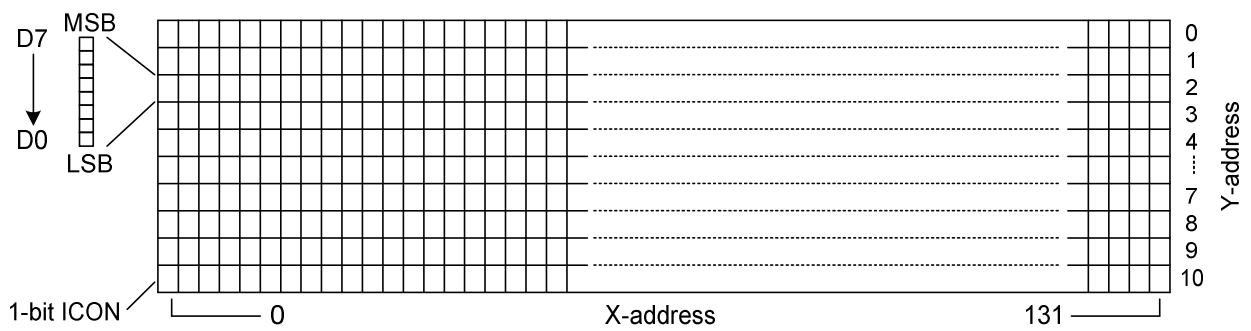 MSB
D7
D0
LSB
0
1
2
3
4
7
8
9
10
Y-address
1-bit ICON
0
X-address
131